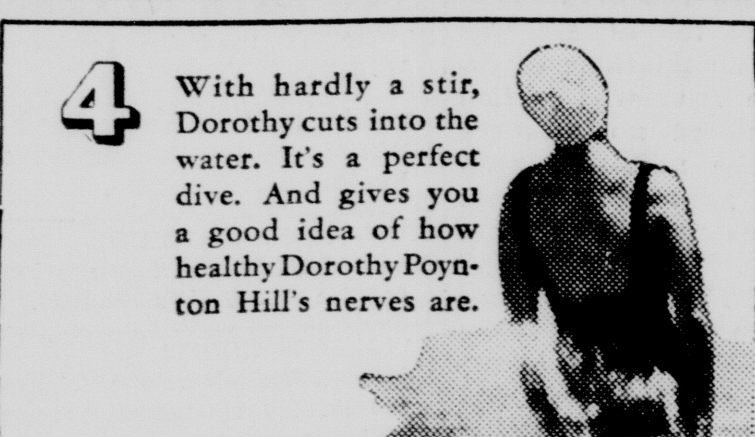 4
With hardly a stir,
Dorothy cuts into the
water. It's a perfect
dive. And gives you
a good idea of how
healthy Dorothy Poyn-
ton Hill's nerves are.